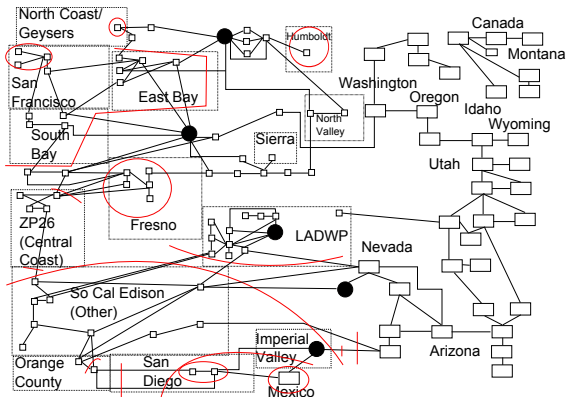 North Coast/
Geysers
Humboldt
Canada
Montana
Washington
San
Francisco
East Bay
Oregon
Idaho
North
Valley
Wyoming
South
Bay
Sierra
Utah
ZP26
(Central
Coast)
Fresno
LADWP
Nevada
So Cal Edison
(Other)
Imperial
Valley
Arizona
Orange
County
San
Diego
Mexico